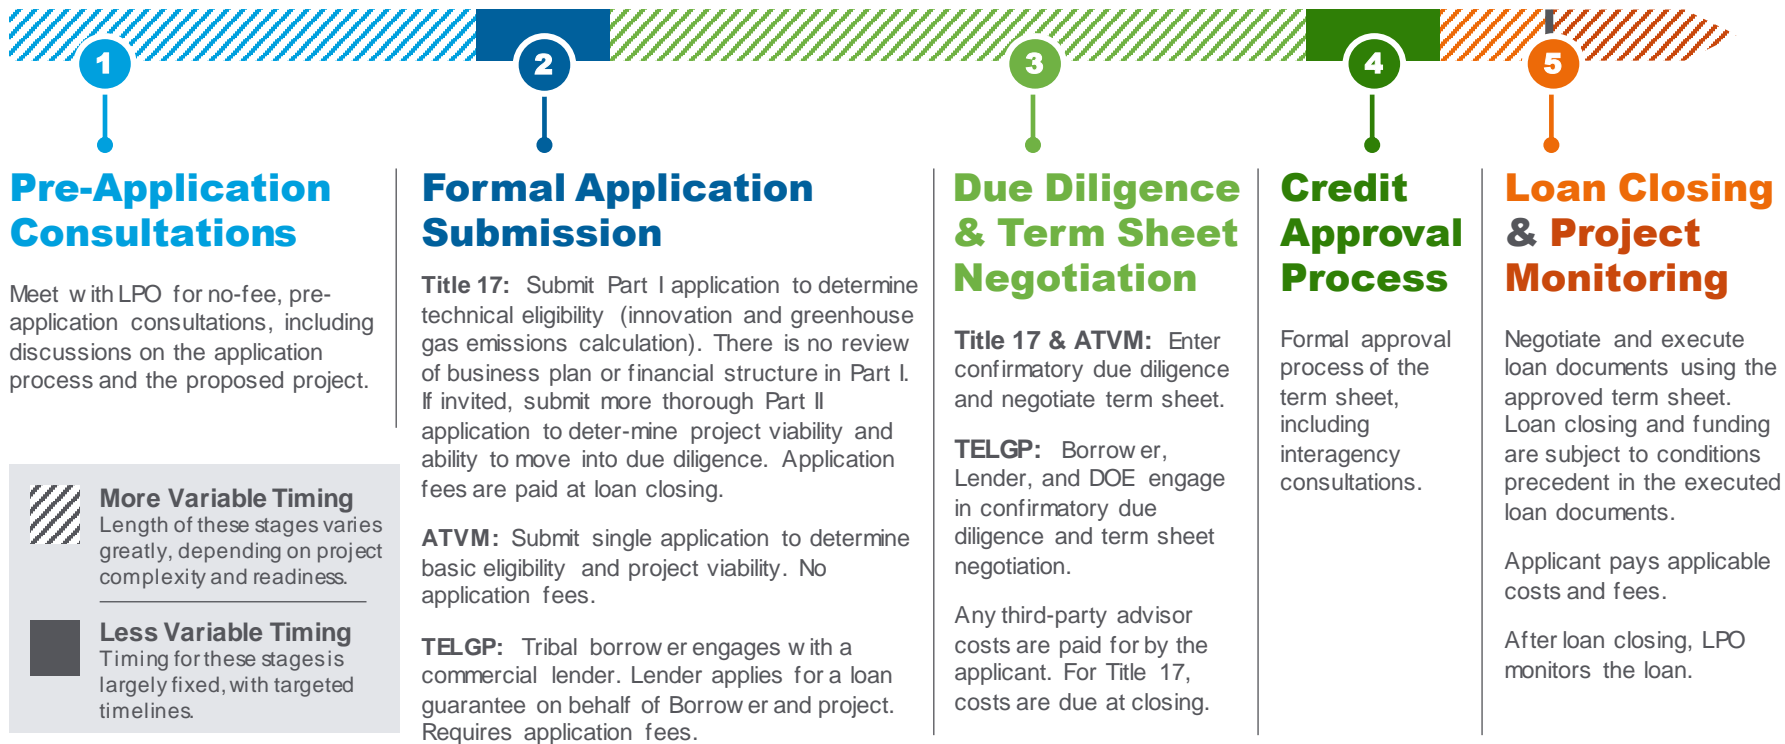 1
Pre-Application
Consultations
Meet with LPO for no-fee, pre-
application consultations, including
discussions on the application
process and the proposed project.
More Variable Timing
Length of these stages varies
greatly, depending on project
complexity and readiness.
Less Variable Timing
Timing for these stages is
largely fixed, with targeted
timelines.
2
Formal Application
Submission
Title 17: Submit Part I application to determine
technical eligibility (innovation and greenhouse
gas emissions calculation). There is no review
of business plan or financial structure in Part I.
If invited, submit more thorough Part II
application to deter-mine project viability and
ability to move into due diligence. Application
fees are paid at loan closing.
ATVM: Submit single application to determine
basic eligibility and project viability. No
application fees.
TELGP: Tribal borrower engages with a
commercial lender. Lender applies for a loan
guarantee on behalf of Borrower and project.
Requires application fees.
3
Due Diligence
& Term Sheet
Negotiation
Title 17 & ATVM: Enter
confirmatory due diligence
and negotiate term sheet.
TELGP: Borrower,
Lender, and DOE engage
in confirmatory due
diligence and term sheet
negotiation.
Any third-party advisor
costs are paid for by the
applicant. For Title 17,
costs are due at closing.
4
Credit
Approval
Process
Formal approval
process of the
term sheet,
including
interagency
consultations.
5
Loan Closing
& Project
Monitoring
Negotiate and execute
loan documents using the
approved term sheet.
Loan closing and funding
are subject to conditions
precedent in the executed
loan documents.
Applicant pays applicable
costs and fees.
After loan closing, LPO
monitors the loan.